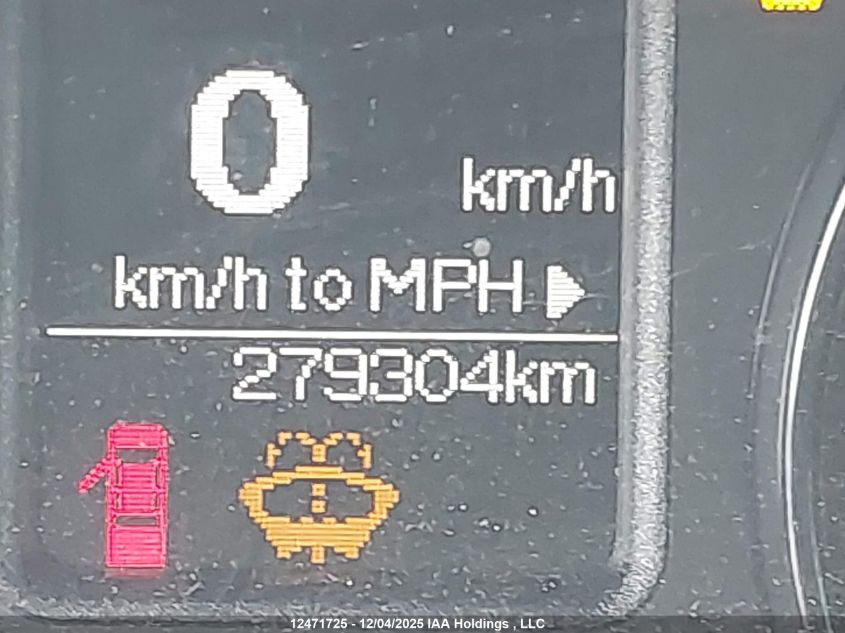 0
km/h
km/h to MPH
279304km
12471725 - 12/04/2025 IAA Holdings , LLC